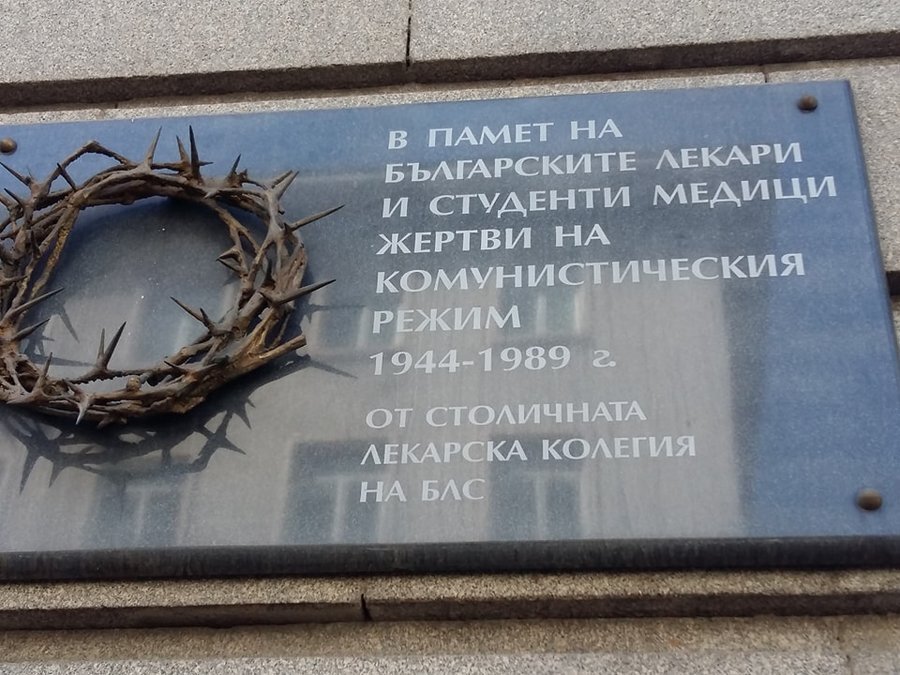 В ПАМЕТ НА
БЪЛГАРСКИТЕ ЛЕКАРИ
И СТУДЕНТИ МЕДИЦИ
ЖЕРТВИ НА
КОМУНИСТИЧЕСКИЯ
РЕЖИМ
1944-1989 г.
ОТ СТОЛИЧНАТА
ЛЕКАРСКА КОЛЕГИЯ
НА БЛС